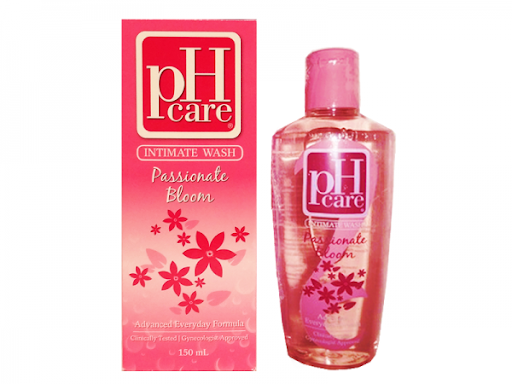 pH
care®
INTIMATE WASH
Passionate
Bloom
Advanced Everyday Formula
Clinically Tested | Gynecologist Approved
150 mL
pH
care
INTIMATE WASH
Passionate
Bloom